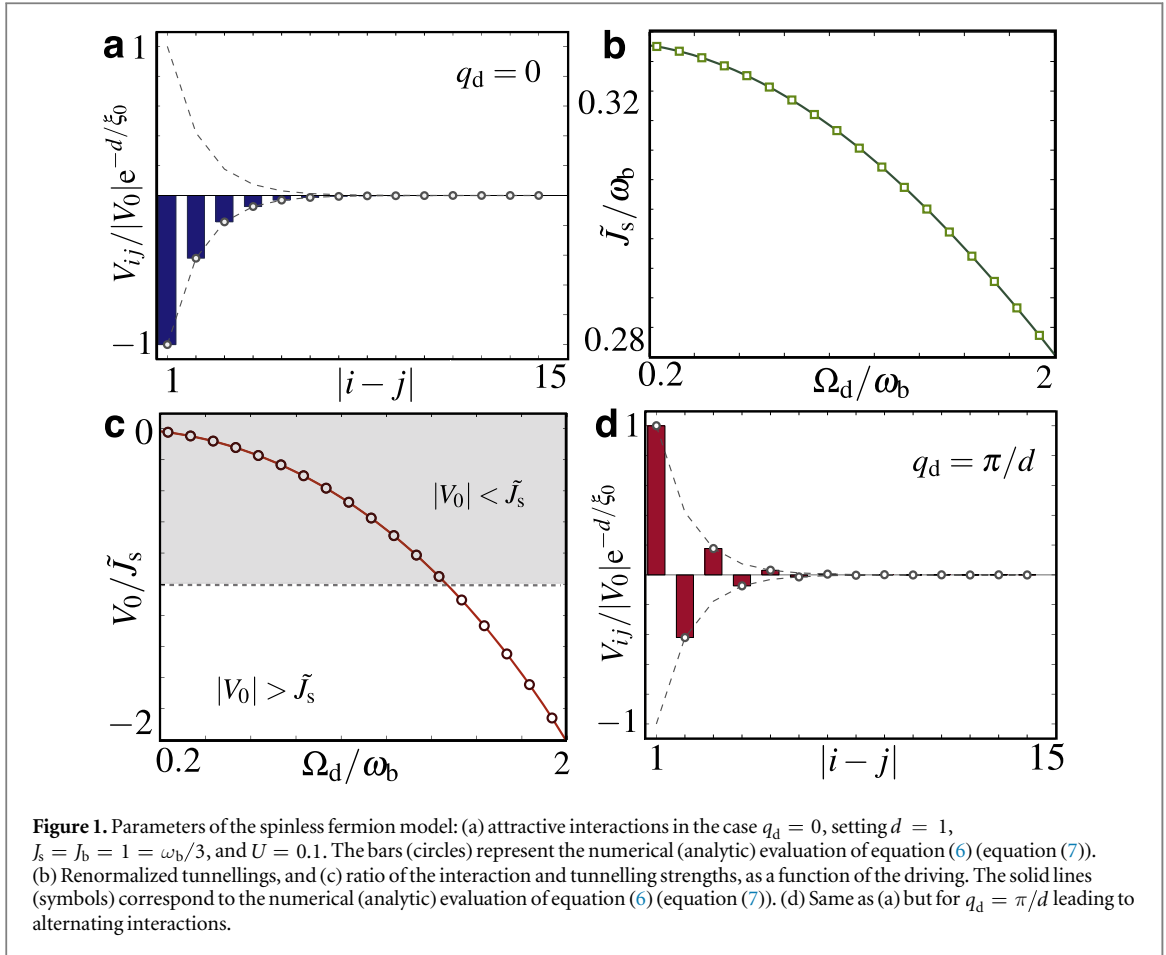 a
1
q_d = 0
V_{ij}/|V_0|e^{−d/ξ_0}
−1
1
|i − j|
15
b
0.32
J̃_s/ω_b
0.28
0.2
Ω_d/ω_b
2
c
0
|V_0| < J̃_s
V_0/J̃_s
|V_0| > J̃_s
−2
0.2
Ω_d/ω_b
2
d
1
q_d = π/d
V_{ij}/|V_0|e^{−d/ξ_0}
−1
1
|i − j|
15
Figure 1. Parameters of the spinless fermion model: (a) attractive interactions in the case q_d = 0, setting d = 1,
J_s = J_b = 1 = ω_b/3, and U = 0.1. The bars (circles) represent the numerical (analytic) evaluation of equation (6) (equation (7)).
(b) Renormalized tunnellings, and (c) ratio of the interaction and tunnelling strengths, as a function of the driving. The solid lines
(symbols) correspond to the numerical (analytic) evaluation of equation (6) (equation (7)). (d) Same as (a) but for q_d = π/d leading to
alternating interactions.